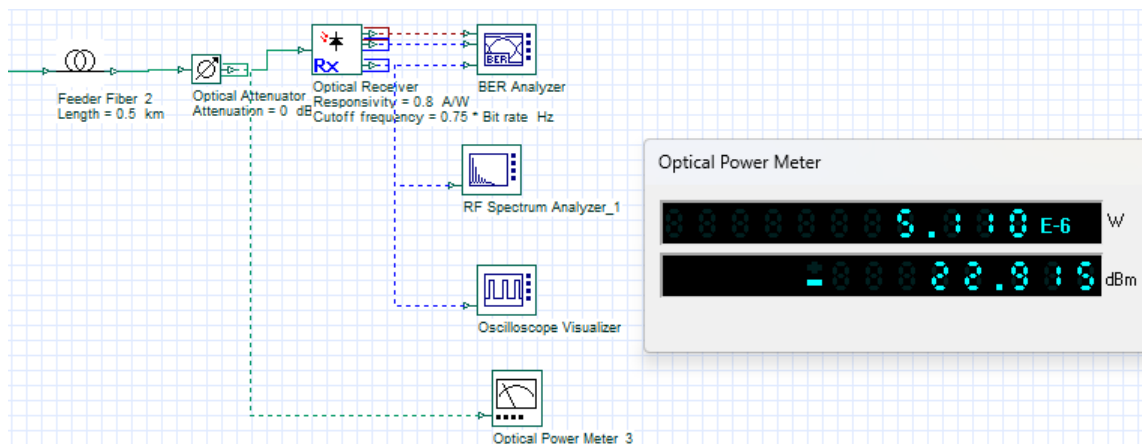 Rx
BER
Feeder Fiber 2
Length = 0.5 km
Optical Attenuator
Attenuation = 0 dB
Optical Receiver
Responsivity = 0.8 A/W
Cutoff frequency = 0.75 * Bit rate Hz
BER Analyzer
RF Spectrum Analyzer_1
Oscilloscope Visualizer
Optical Power Meter_3
Optical Power Meter
5.110 E-6 W
-22.915 dBm